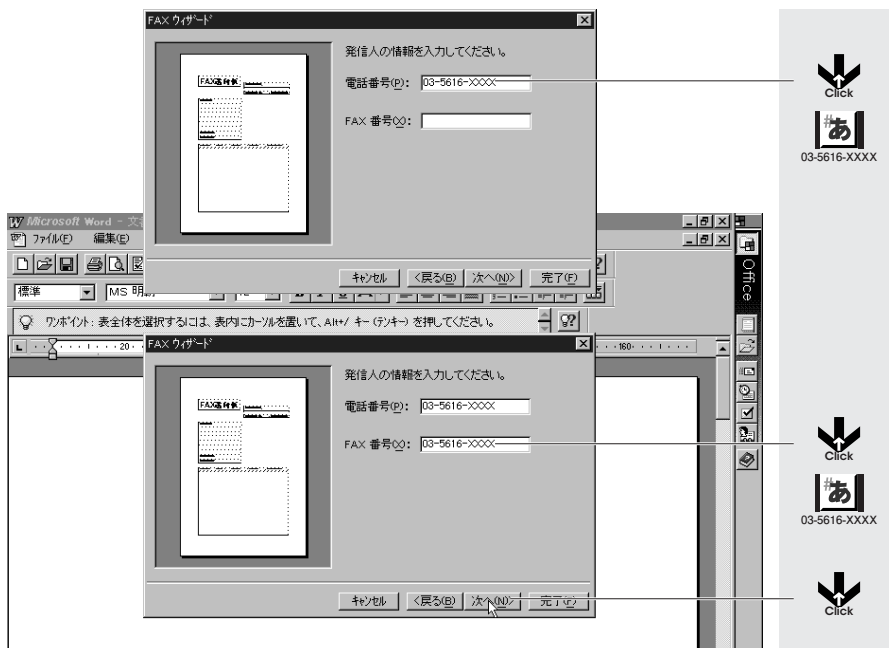 FAX ウィザード
発信人の情報を入力してください。
電話番号(P): 03-5616-XXXX
FAX 番号(X):
キャンセル <戻る(B) 次へ(N)> 完了(F)
Click
#あ
03-5616-XXXX
Microsoft Word - 文
ファイル(F) 編集(E)
Office
標準 MS 明朝
ワンポイント: 表全体を選択するには、表内にカーソルを置いて、Alt+/ キー (テンキー) を押してください。
20 160
FAX ウィザード
発信人の情報を入力してください。
電話番号(P): 03-5616-XXXX
FAX 番号(X): 03-5616-XXXX
キャンセル <戻る(B) 次へ(N)> 完了(F)
Click
#あ
03-5616-XXXX
Click